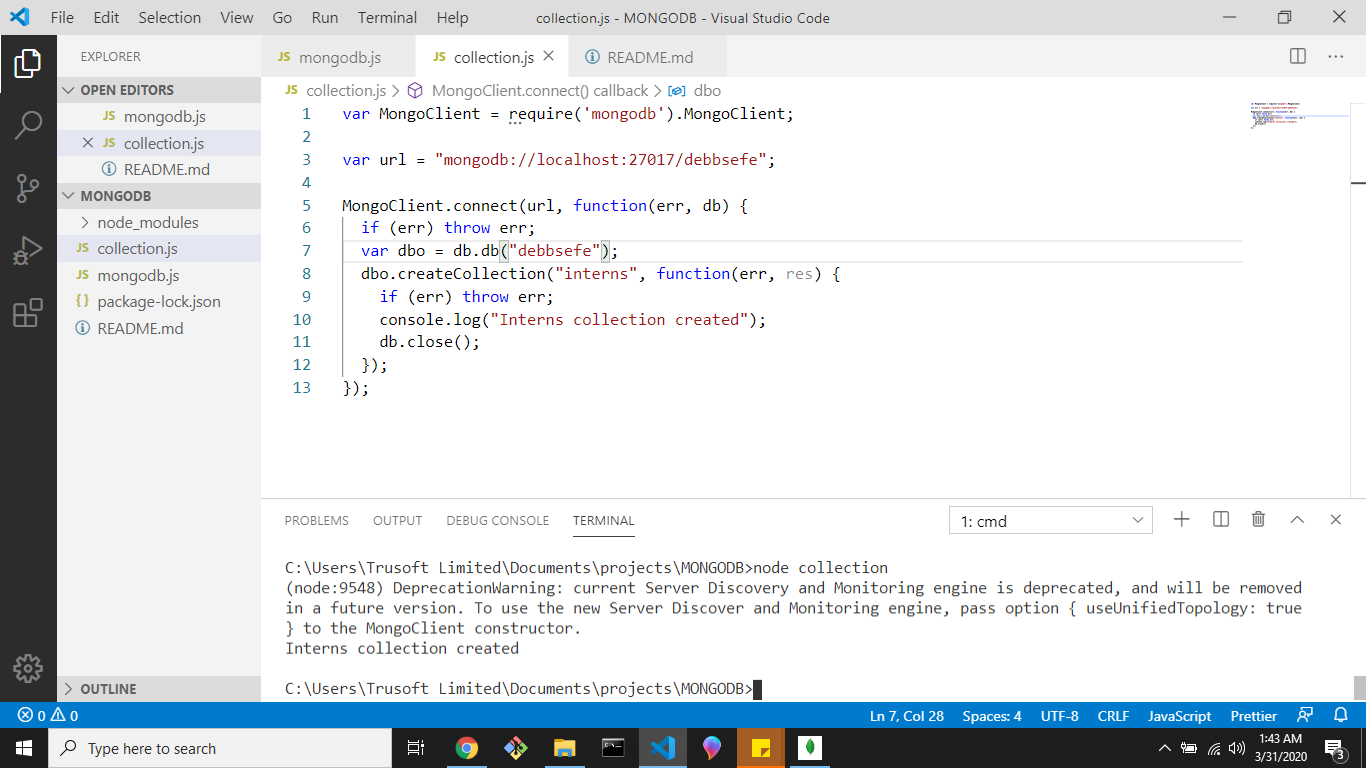 File Edit Selection View Go Run Terminal Help
collection.js - MONGODB - Visual Studio Code
EXPLORER
OPEN EDITORS
JS mongodb.js
JS collection.js
README.md
MONGODB
node_modules
JS collection.js
JS mongodb.js
{} package-lock.json
README.md
OUTLINE
JS mongodb.js
JS collection.js
README.md
JS collection.js > MongoClient.connect() callback > dbo
1 var MongoClient = require('mongodb').MongoClient;
2
3 var url = "mongodb://localhost:27017/debbsefe";
4
5 MongoClient.connect(url, function(err, db) {
6 if (err) throw err;
7 var dbo = db.db("debbsefe");
8 dbo.createCollection("interns", function(err, res) {
9 if (err) throw err;
10 console.log("Interns collection created");
11 db.close();
12 });
13 });
PROBLEMS OUTPUT DEBUG CONSOLE TERMINAL
1: cmd
C:\Users\Trusoft Limited\Documents\projects\MONGODB>node collection
(node:9548) DeprecationWarning: current Server Discovery and Monitoring engine is deprecated, and will be removed
in a future version. To use the new Server Discover and Monitoring engine, pass option { useUnifiedTopology: true
} to the MongoClient constructor.
Interns collection created
C:\Users\Trusoft Limited\Documents\projects\MONGODB>
0 0
Ln 7, Col 28 Spaces: 4 UTF-8 CRLF JavaScript Prettier
Type here to search
1:43 AM
3/31/2020
3